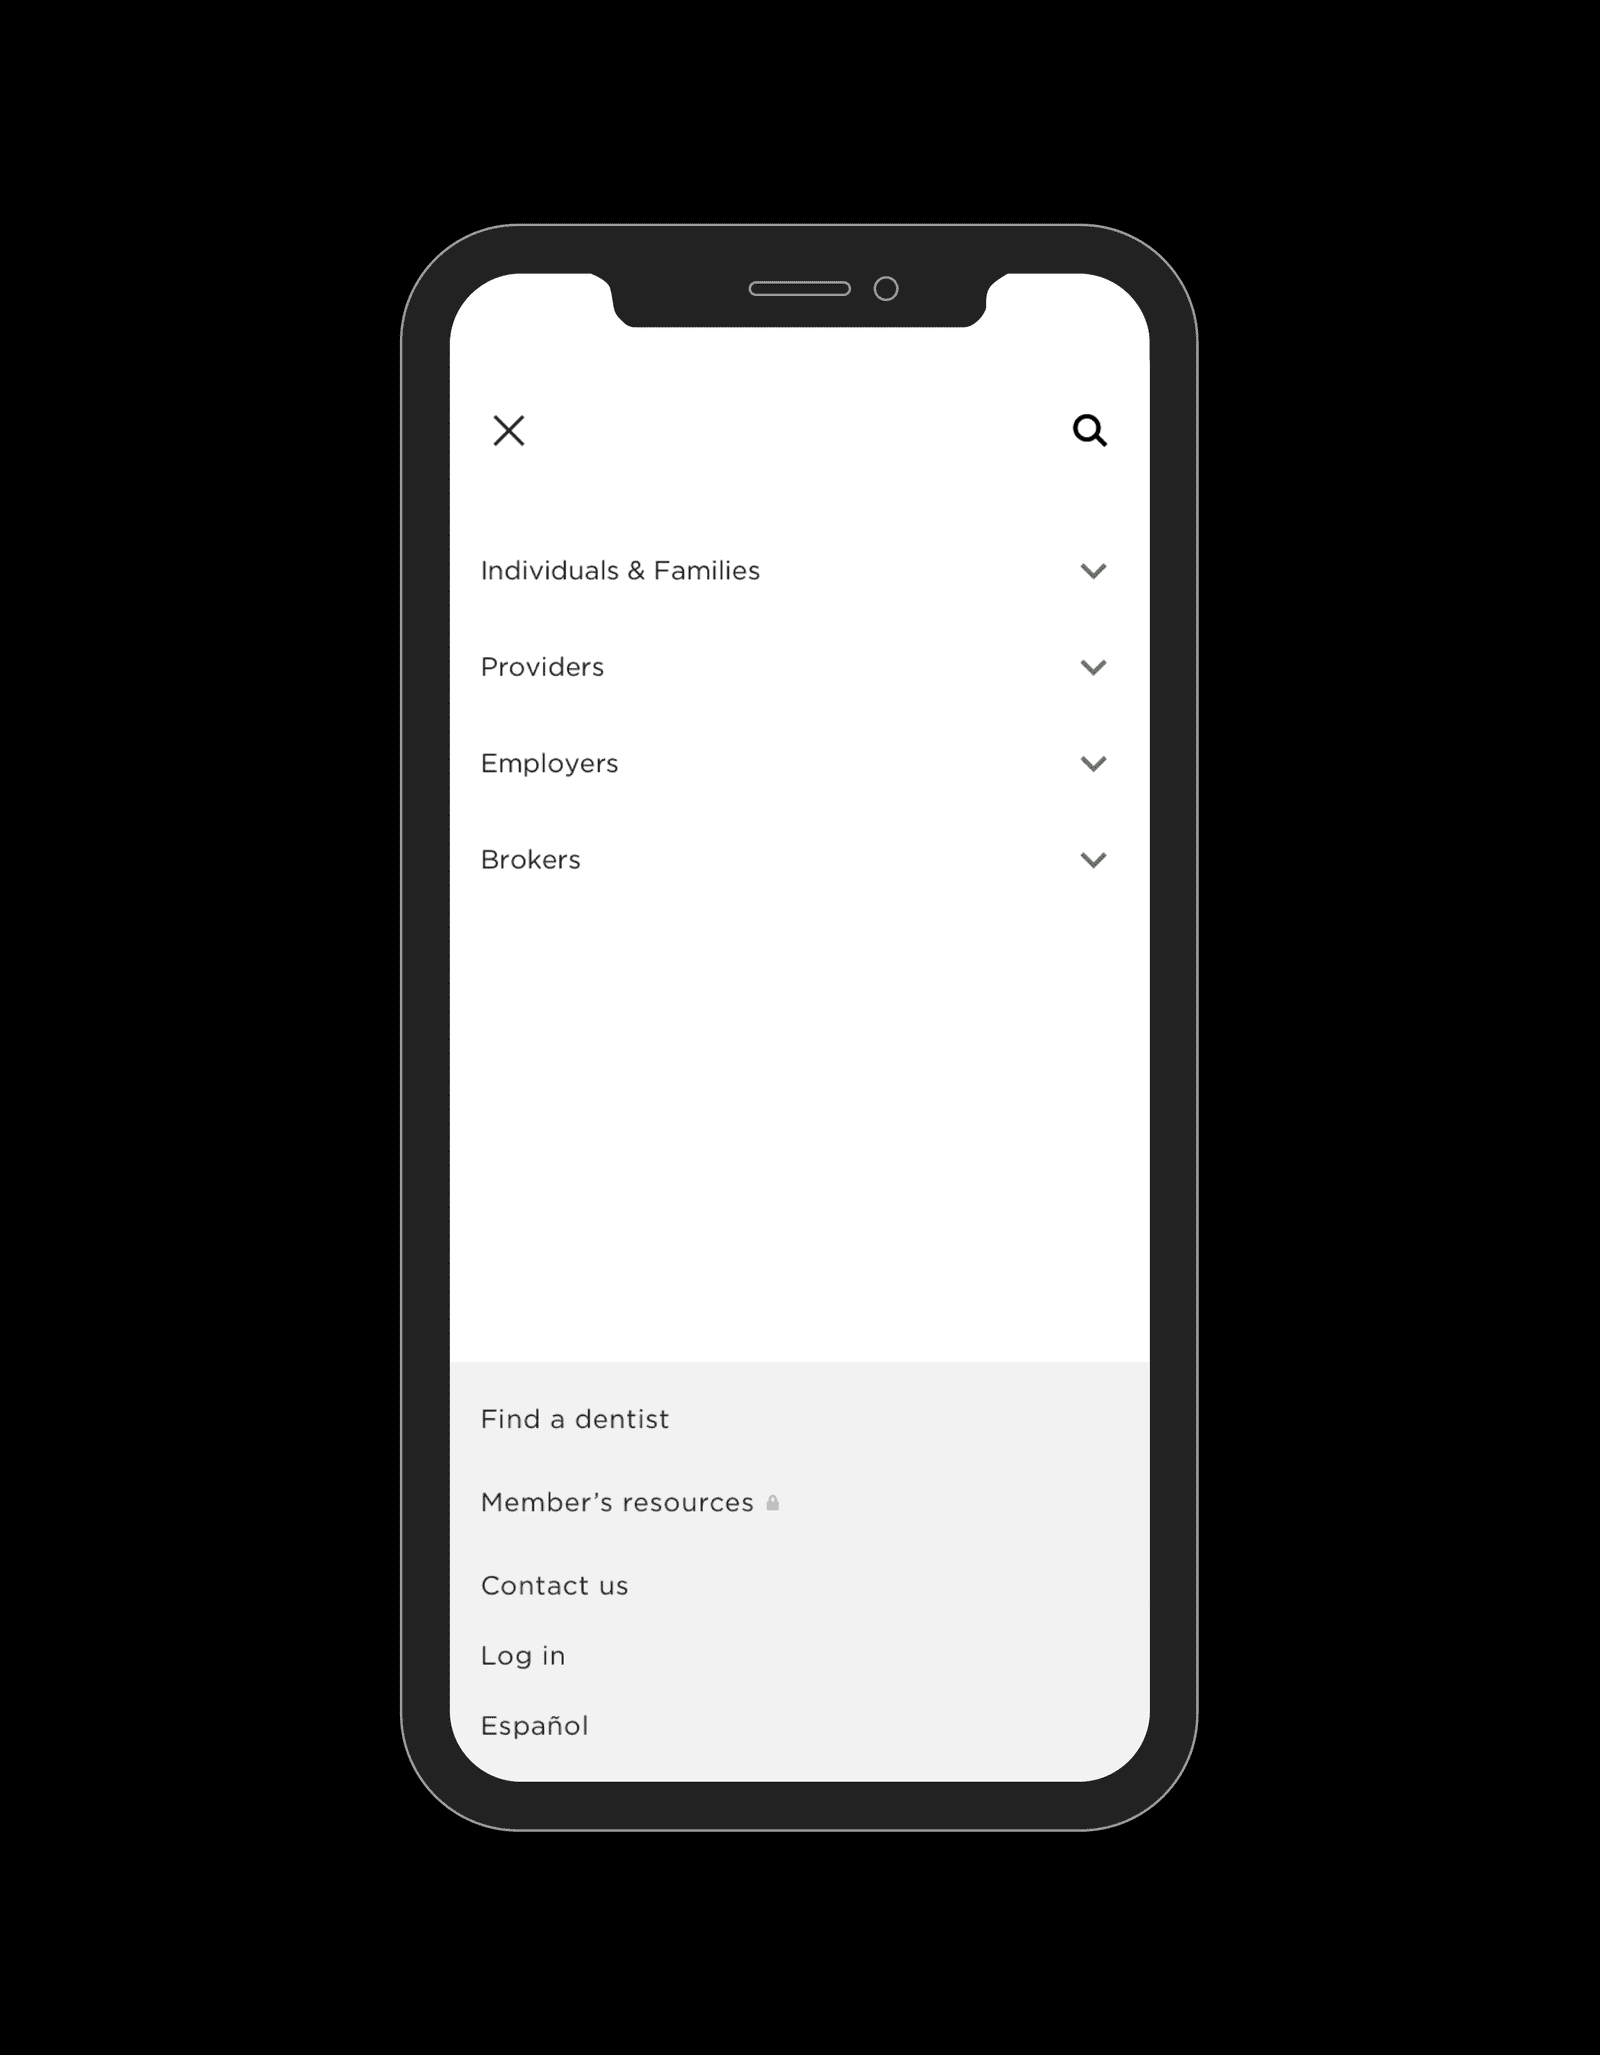 Individuals & Families
Providers
Employers
Brokers
Find a dentist
Member’s resources
Contact us
Log in
Español